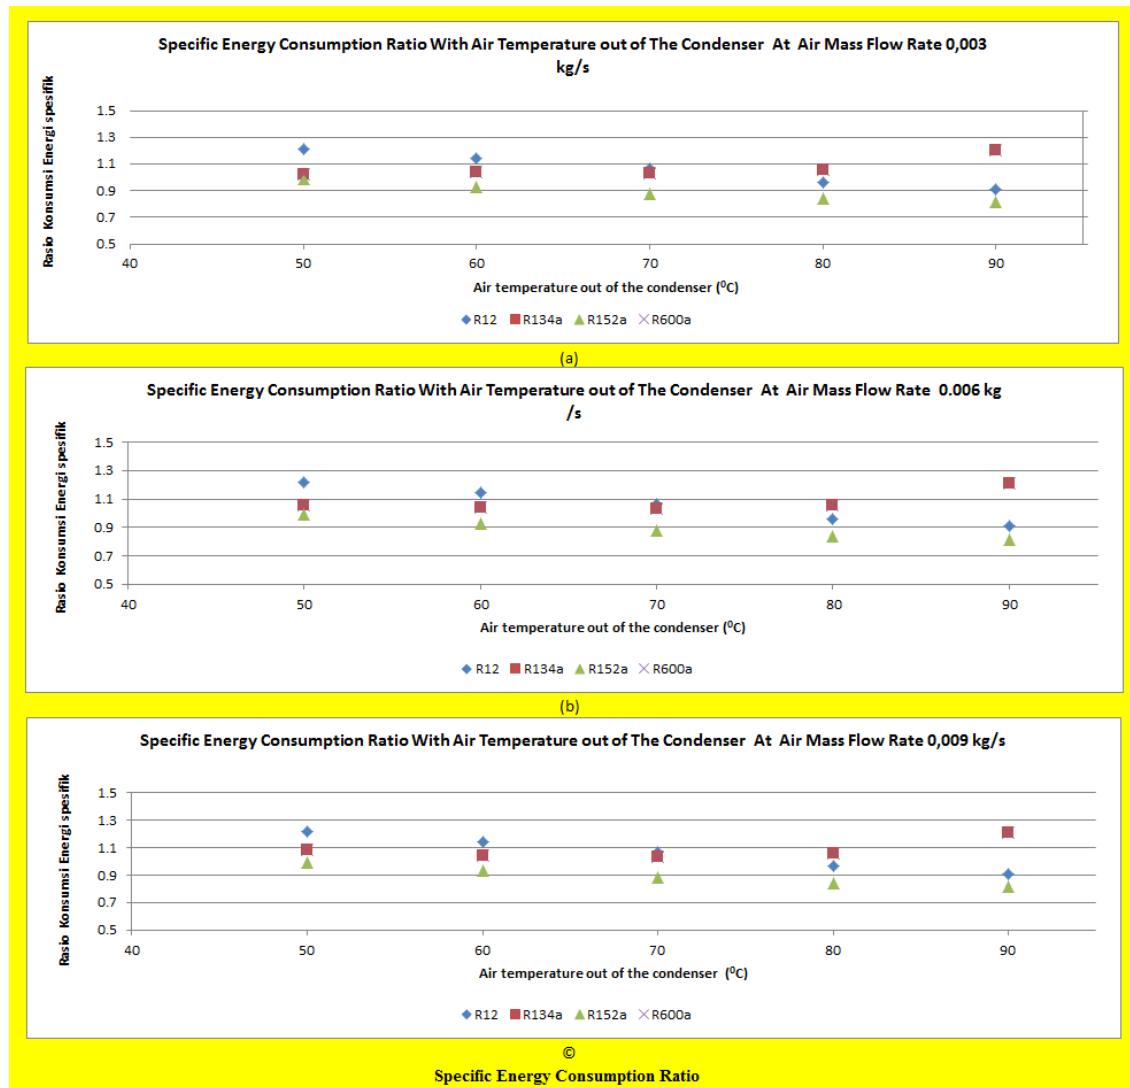 Specific Energy Consumption Ratio With Air Temperature out of The Condenser At Air Mass Flow Rate 0,003
kg/s
Rasio Konsumsi Energi spesifik
1.5
1.3
1.1
0.9
0.7
0.5
40 50 60 70 80 90
Air temperature out of the condenser (⁰C)
R12 R134a R152a R600a
(a)
Specific Energy Consumption Ratio With Air Temperature out of The Condenser At Air Mass Flow Rate 0.006 kg
/s
Rasio Konsumsi Energi spesifik
1.5
1.3
1.1
0.9
0.7
0.5
40 50 60 70 80 90
Air temperature out of the condenser (⁰C)
R12 R134a R152a R600a
(b)
Specific Energy Consumption Ratio With Air Temperature out of The Condenser At Air Mass Flow Rate 0,009 kg/s
Rasio Konsumsi Energi spesifik
1.5
1.3
1.1
0.9
0.7
0.5
40 50 60 70 80 90
Air temperature out of the condenser (⁰C)
R12 R134a R152a R600a
©
Specific Energy Consumption Ratio